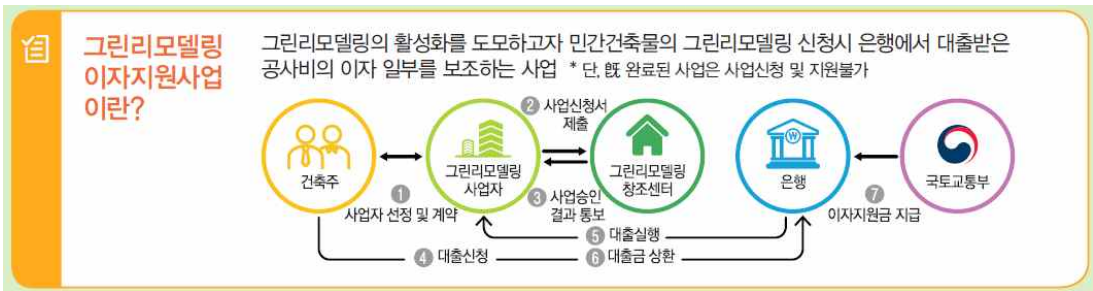 그린리모델링
이자지원사업
이란?
그린리모델링의 활성화를 도모하고자 민간건축물의 그린리모델링 신청시 은행에서 대출받은
공사비의 이자 일부를 보조하는 사업 * 단, 旣 완료된 사업은 사업신청 및 지원불가
건축주
1
사업자 선정 및 계약
그린리모델링
사업자
2 사업신청서
제출
3 사업승인
결과 통보
그린리모델링
창조센터
₩
은행
7
이자지원금 지급
국토교통부
5 대출실행
4 대출신청
6 대출금 상환